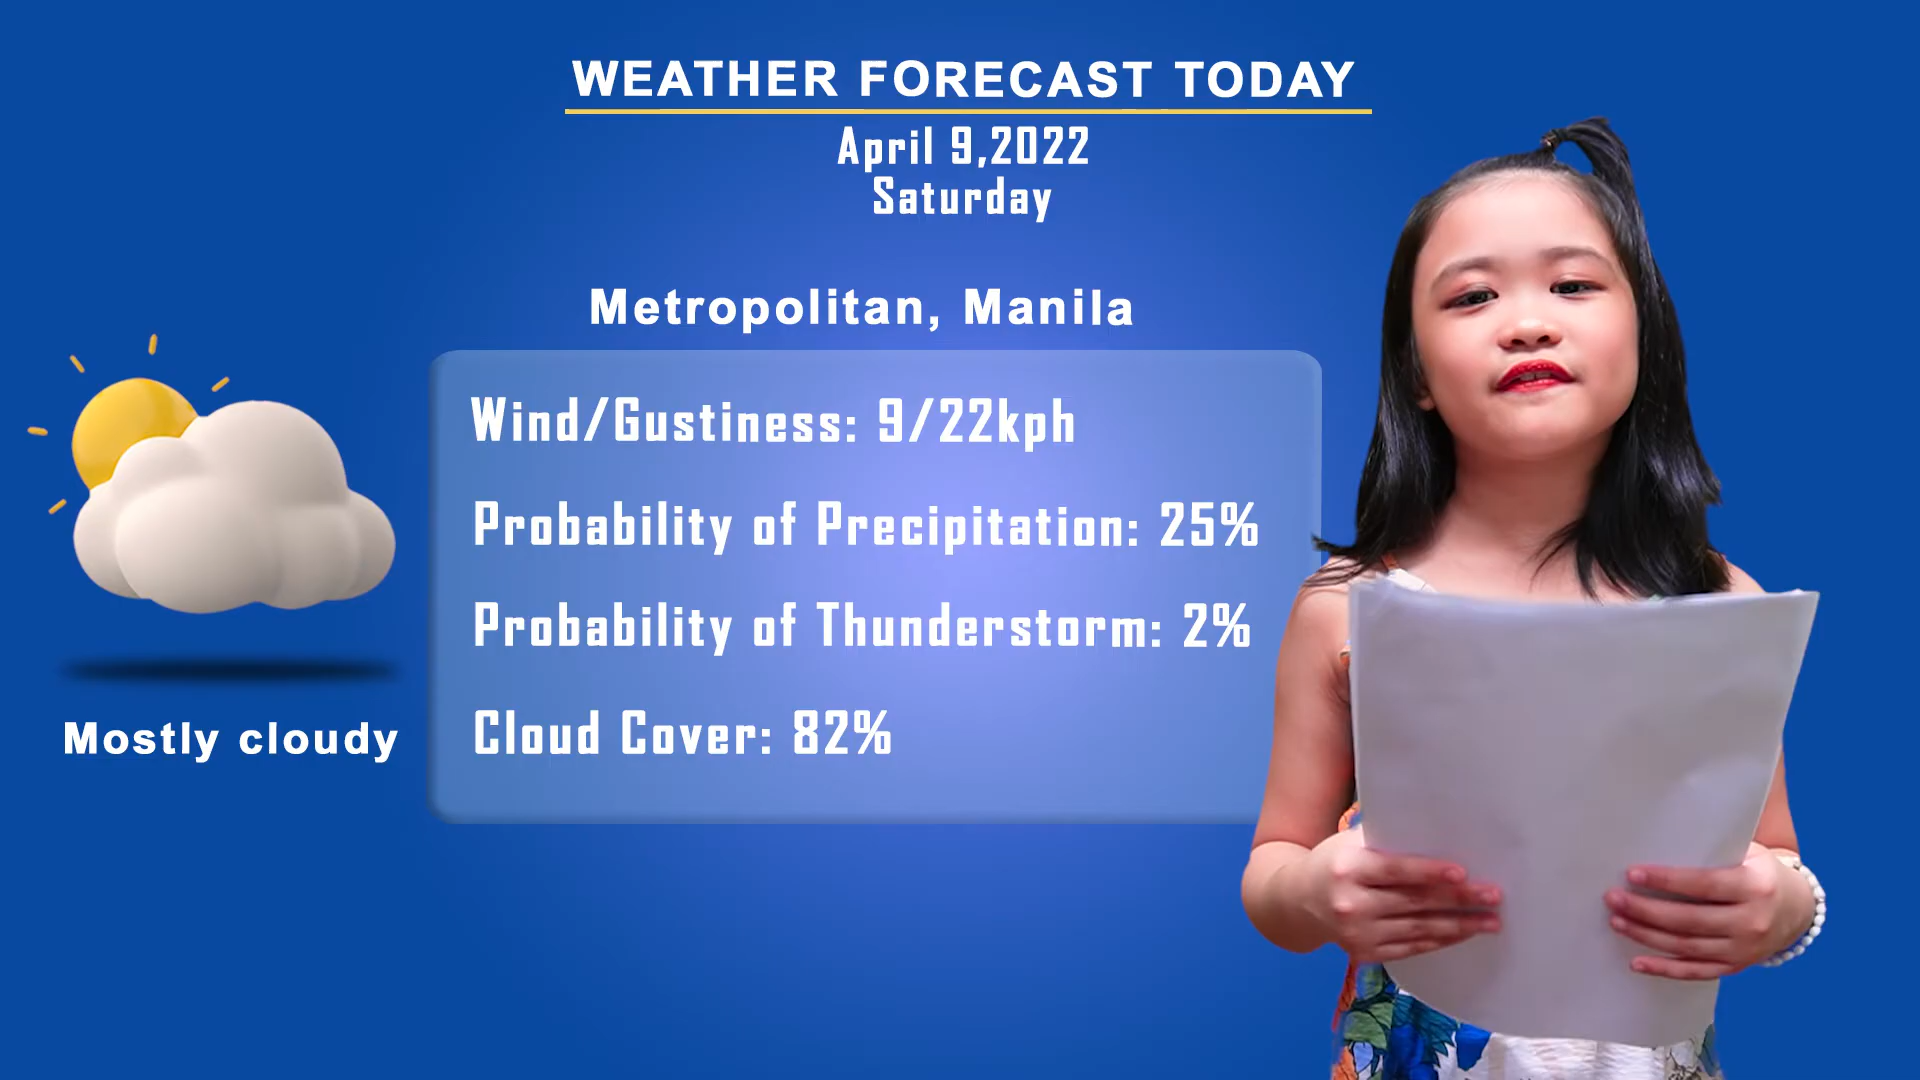 WEATHER FORECAST TODAY
April 9,2022
Saturday
Metropolitan, Manila
Wind/Gustiness: 9/22kph
Probability of Precipitation: 25%
Probability of Thunderstorm: 2%
Cloud Cover: 82%
Mostly cloudy